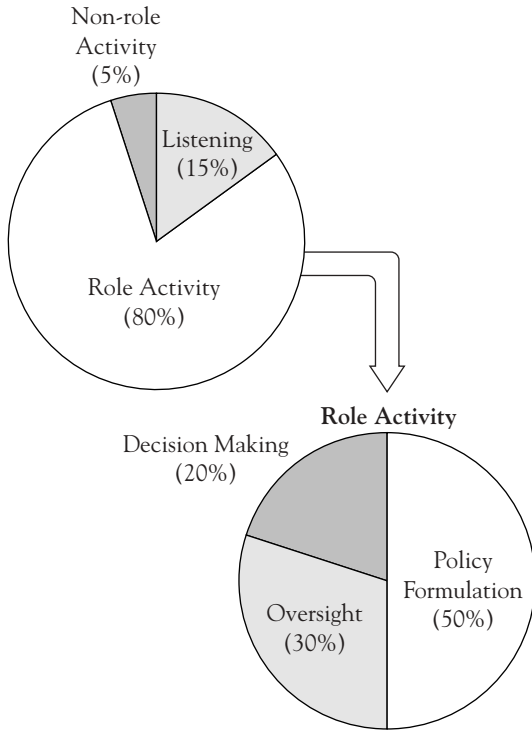 Non-role
Activity
(5%)
Listening
(15%)
Role Activity
(80%)
Role Activity
Decision Making
(20%)
Policy
Formulation
(50%)
Oversight
(30%)